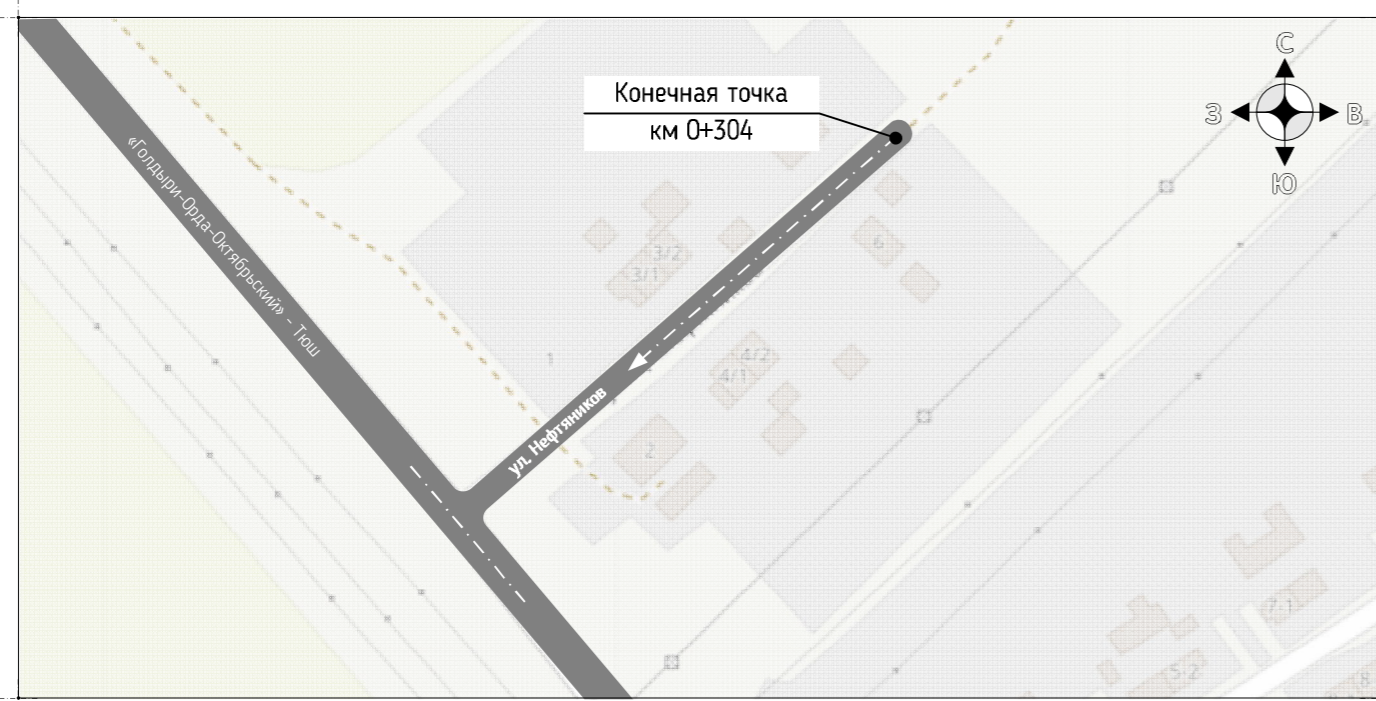 С
З
В
Ю
Конечная точка
км 0+304
«Голдыри-Орда-Октябрьский» - Тюш
ул. Нефтяников
3/2
3/1
6
1
4/2
4/1
2
7-1
5-2
8